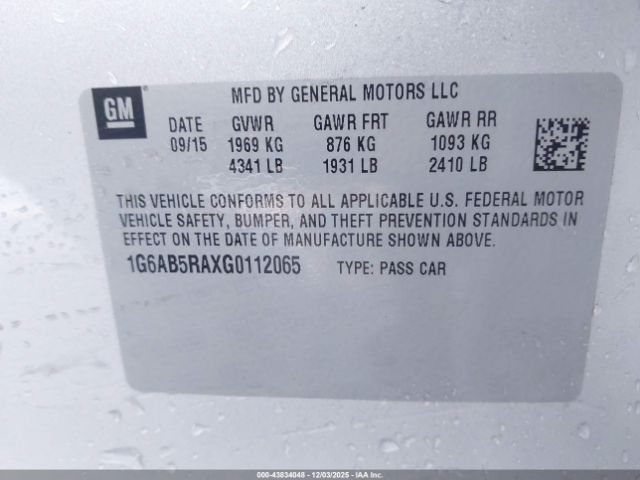 GM
MFD BY GENERAL MOTORS LLC
DATE GVWR GAWR FRT GAWR RR
09/15 1969 KG 876 KG 1093 KG
4341 LB 1931 LB 2410 LB
THIS VEHICLE CONFORMS TO ALL APPLICABLE U.S. FEDERAL MOTOR
VEHICLE SAFETY, BUMPER, AND THEFT PREVENTION STANDARDS IN
EFFECT ON THE DATE OF MANUFACTURE SHOWN ABOVE.
1G6AB5RAXG0112065 TYPE: PASS CAR
000-43834048 - 12/03/2025 - IAAI